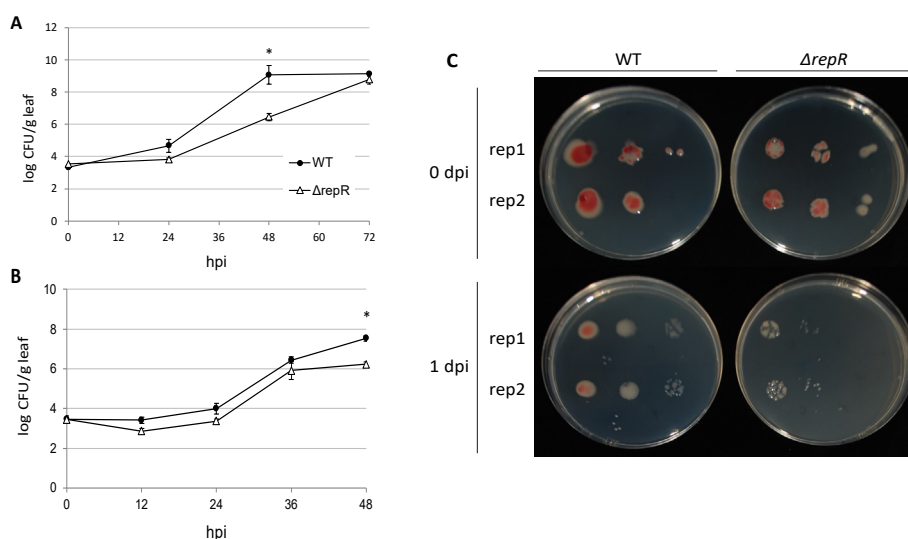 A
12
10
8
6
4
2
0
log CFU/g leaf
*
WT
ΔrepR
0 12 24 36 48 60 72
hpi
B
10
8
6
4
2
0
log CFU/g leaf
*
0 12 24 36 48
hpi
C
WT ΔrepR
0 dpi
rep1
rep2
1 dpi
rep1
rep2